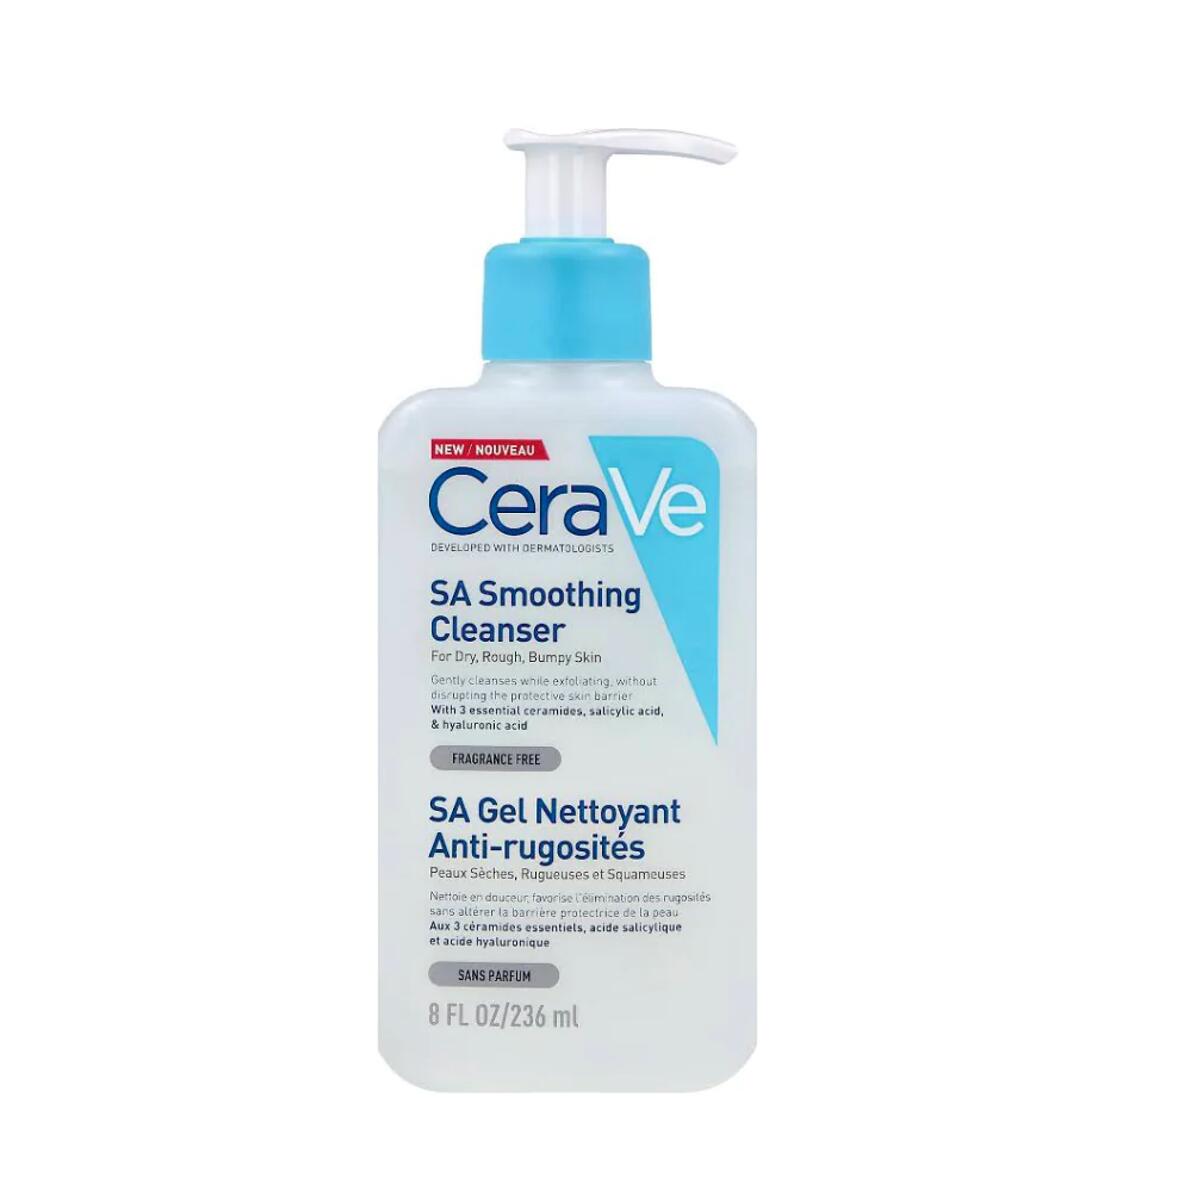 NEW / NOUVEAU
CeraVe
DEVELOPED WITH DERMATOLOGISTS
SA Smoothing
Cleanser
For Dry, Rough, Bumpy Skin
Gently cleanses while exfoliating, without
disrupting the protective skin barrier
With 3 essential ceramides, salicylic acid,
& hyaluronic acid
FRAGRANCE FREE
SA Gel Nettoyant
Anti-rugosités
Peaux Sèches, Rugueuses et Squameuses
Nettoie en douceur, favorise l'élimination des rugosités
sans altérer la barrière protectrice de la peau
Aux 3 céramides essentiels, acide salicylique
et acide hyaluronique
SANS PARFUM
8 FL OZ/236 ml